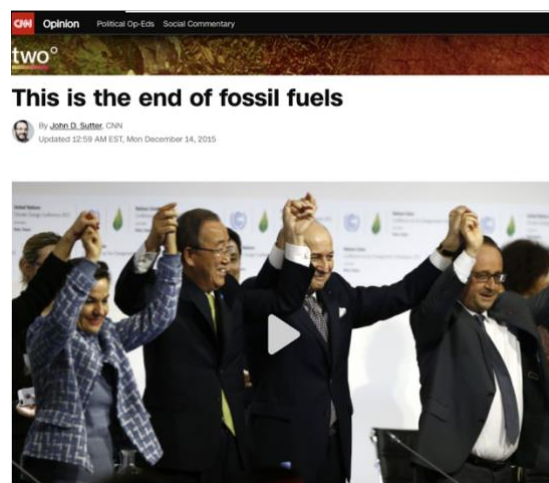 CNN Opinion Political Op-Eds Social Commentary
two°
This is the end of fossil fuels
By John D. Sutter, CNN
Updated 12:59 AM EST, Mon December 14, 2015